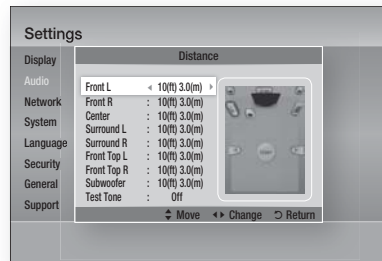 Settings
Display
Audio
Network
System
Language
Security
General
Support
Distance
Front L ◂ 10(ft) 3.0(m) ▸
Front R : 10(ft) 3.0(m)
Center : 10(ft) 3.0(m)
Surround L : 10(ft) 3.0(m)
Surround R : 10(ft) 3.0(m)
Front Top L : 10(ft) 3.0(m)
Front Top R : 10(ft) 3.0(m)
Subwoofer : 10(ft) 3.0(m)
Test Tone : Off
Move ◂▸ Change Return